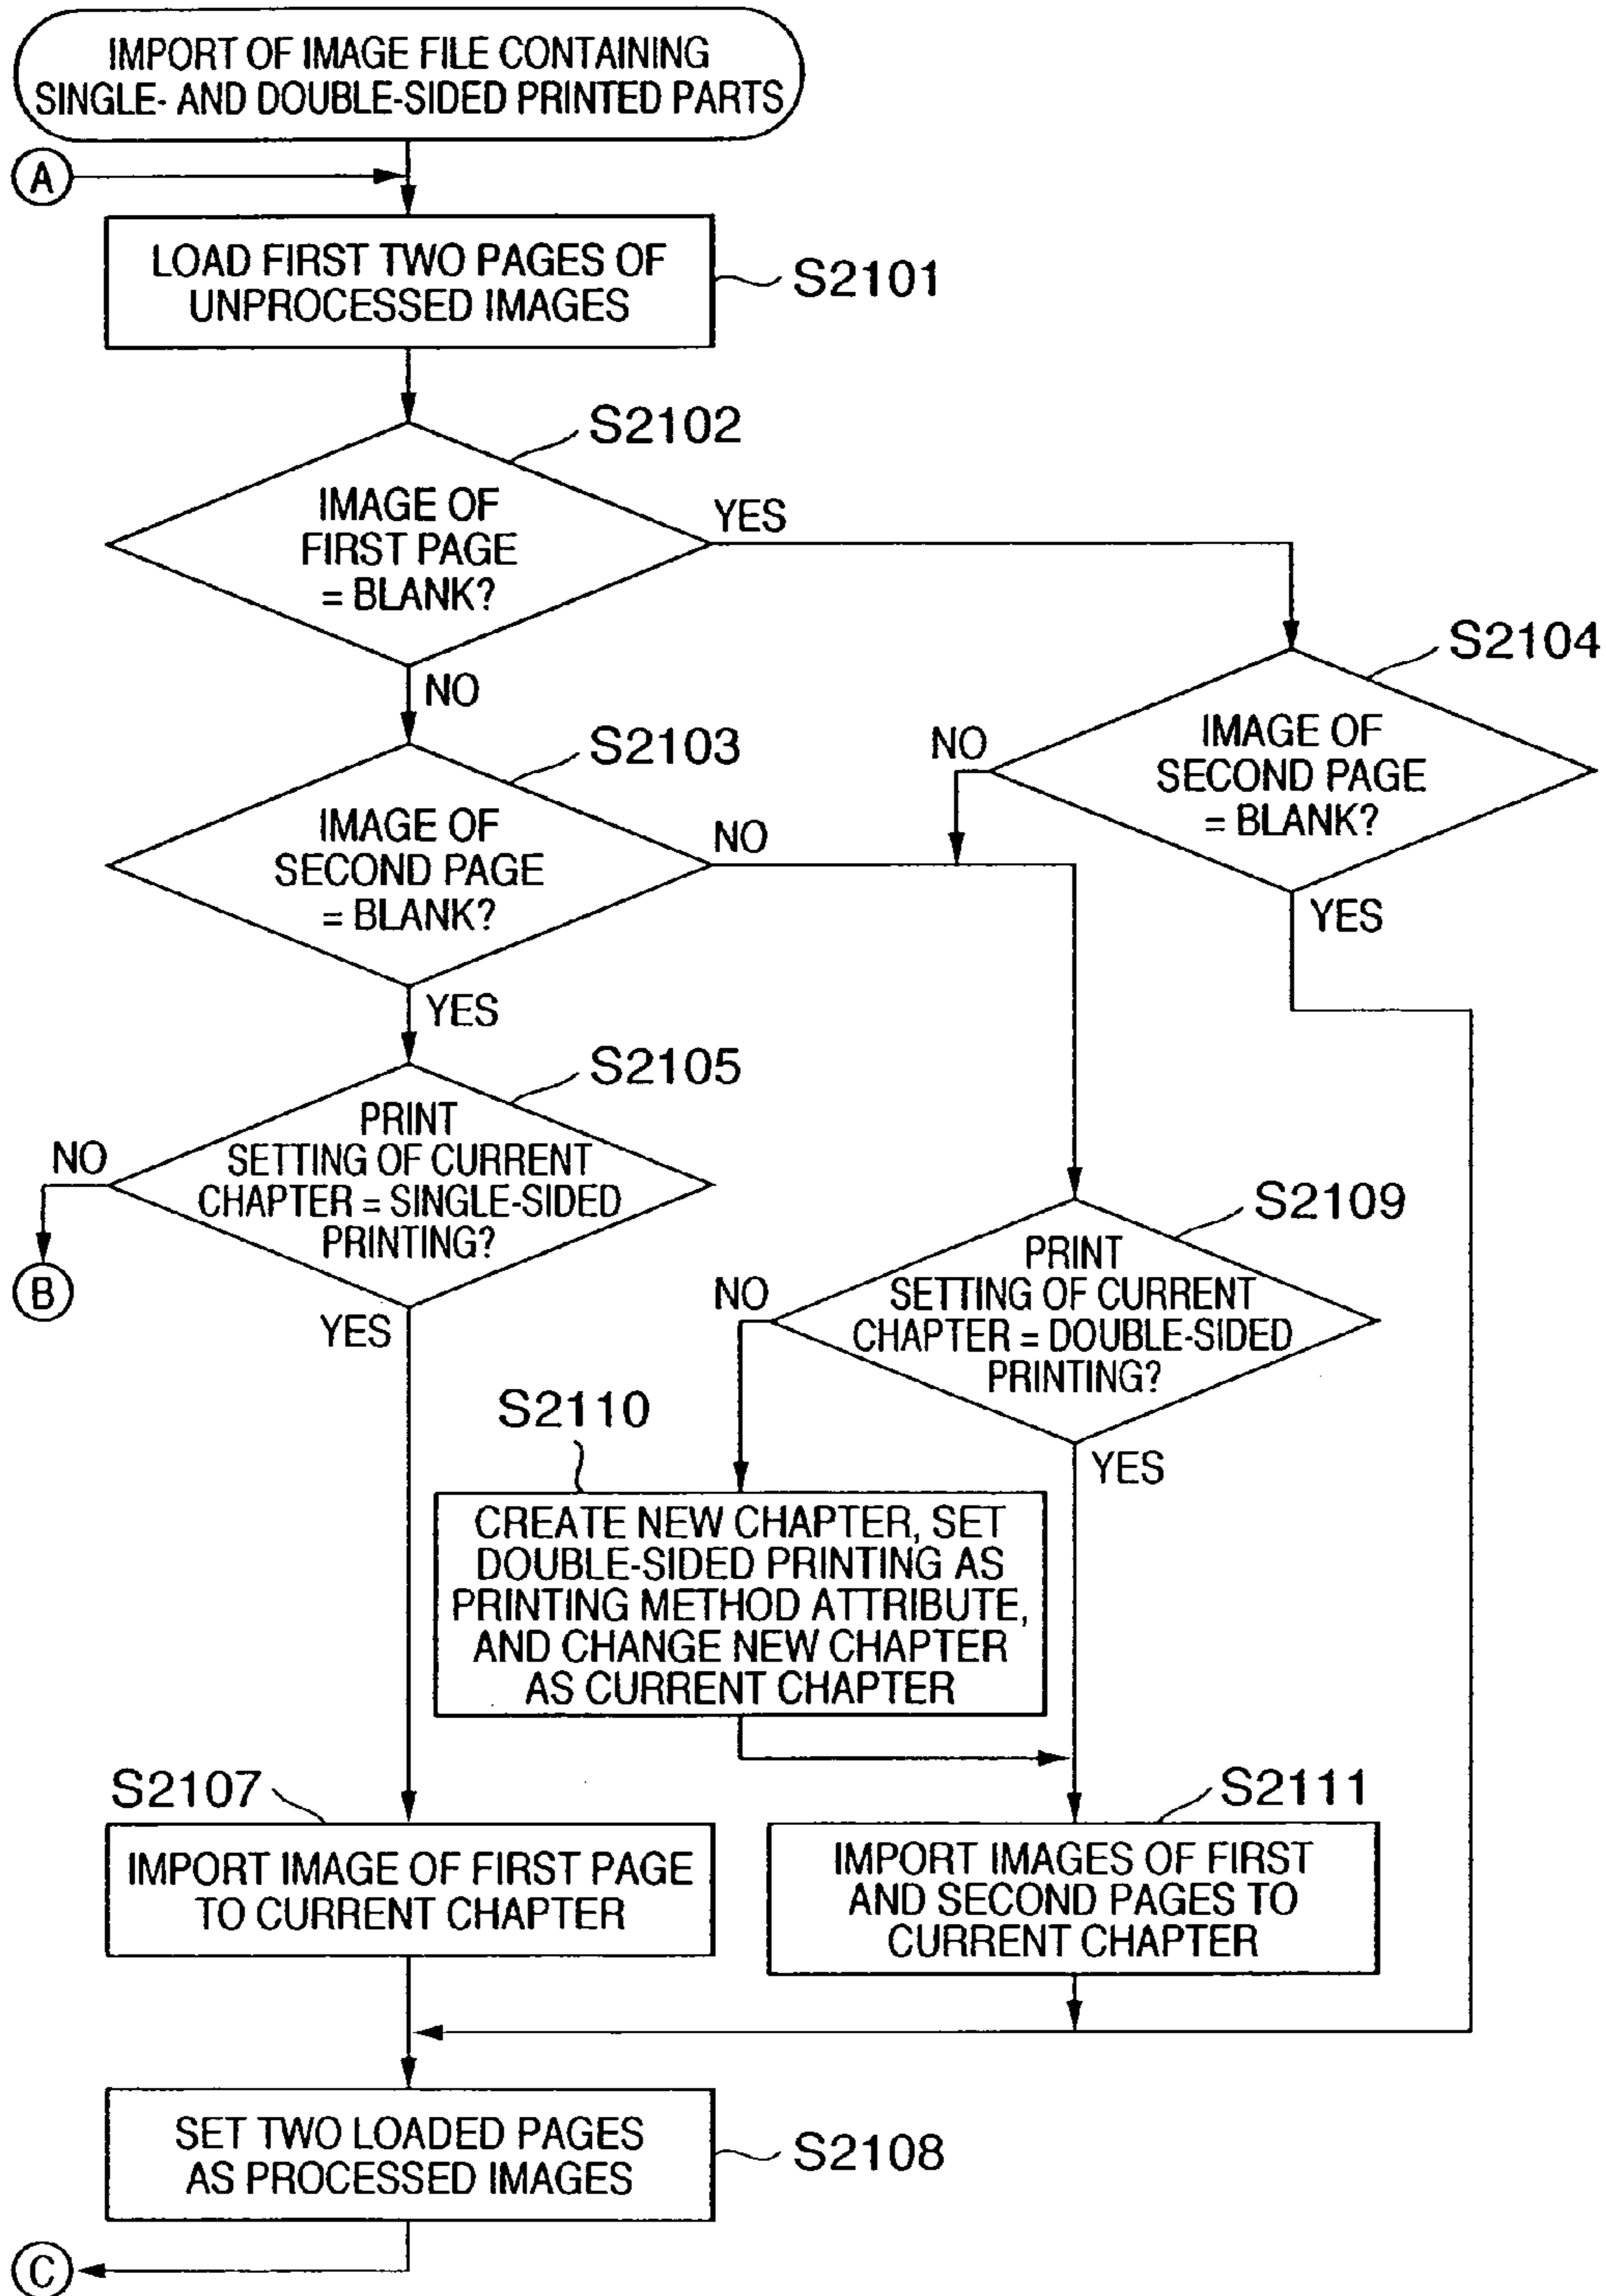 IMPORT OF IMAGE FILE CONTAINING
SINGLE- AND DOUBLE-SIDED PRINTED PARTS
A
LOAD FIRST TWO PAGES OF
UNPROCESSED IMAGES
S2101
S2102
IMAGE OF
FIRST PAGE
= BLANK?
YES
NO
S2104
IMAGE OF
SECOND PAGE
= BLANK?
NO
YES
S2103
IMAGE OF
SECOND PAGE
= BLANK?
NO
YES
S2105
PRINT
SETTING OF CURRENT
CHAPTER = SINGLE-SIDED
PRINTING?
NO
B
YES
S2109
PRINT
SETTING OF CURRENT
CHAPTER = DOUBLE-SIDED
PRINTING?
NO
YES
S2110
CREATE NEW CHAPTER, SET
DOUBLE-SIDED PRINTING AS
PRINTING METHOD ATTRIBUTE,
AND CHANGE NEW CHAPTER
AS CURRENT CHAPTER
S2107
IMPORT IMAGE OF FIRST PAGE
TO CURRENT CHAPTER
S2111
IMPORT IMAGES OF FIRST
AND SECOND PAGES TO
CURRENT CHAPTER
SET TWO LOADED PAGES
AS PROCESSED IMAGES
S2108
C